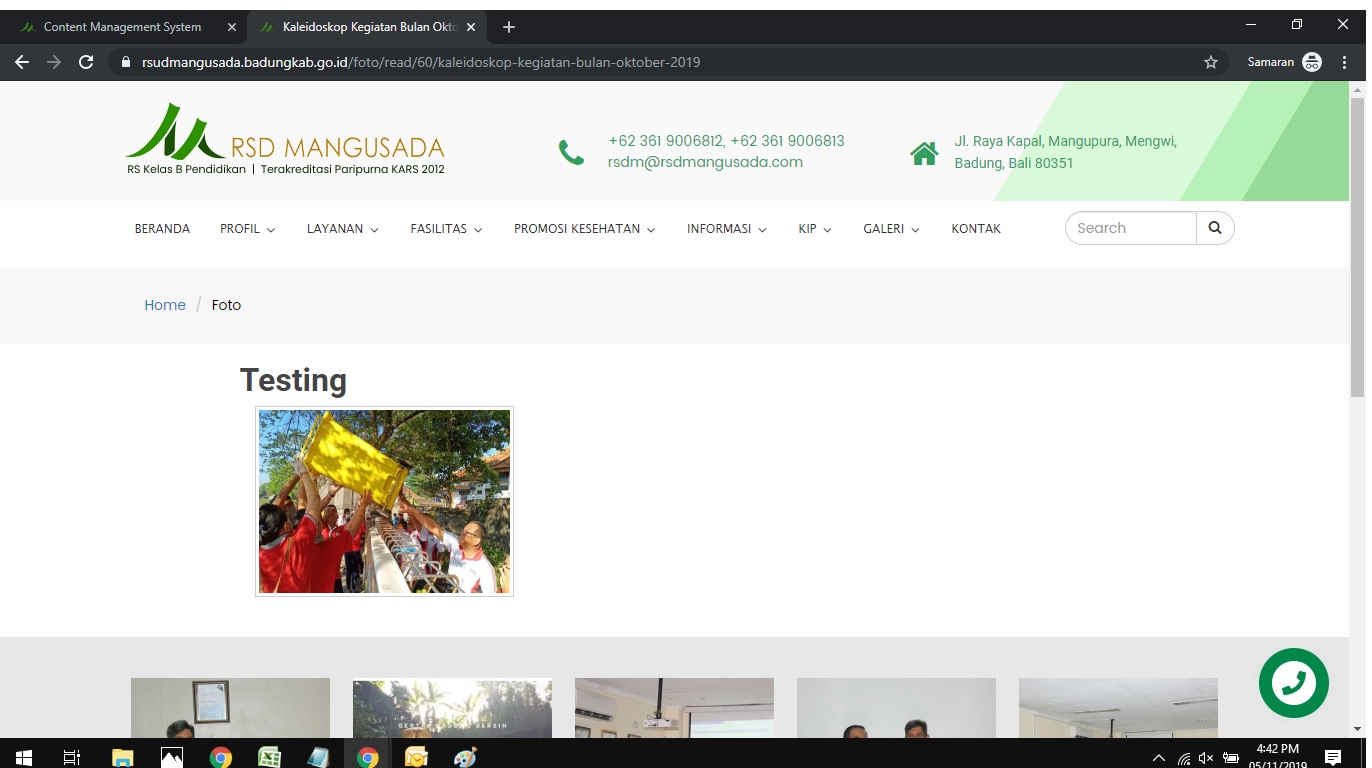 Content Management System
Kaleidoskop Kegiatan Bulan Okto
rsudmangusada.badungkab.go.id/foto/read/60/kaleidoskop-kegiatan-bulan-oktober-2019
Samaran
RSD MANGUSADA
RS Kelas B Pendidikan | Terakreditasi Paripurna KARS 2012
+62 361 9006812, +62 361 9006813
rsdm@rsdmangusada.com
Jl. Raya Kapal, Mangupura, Mengwi,
Badung, Bali 80351
BERANDA PROFIL LAYANAN FASILITAS PROMOSI KESEHATAN INFORMASI KIP GALERI KONTAK
Search
Home / Foto
Testing
BERSIH
4:42 PM
05/11/2019